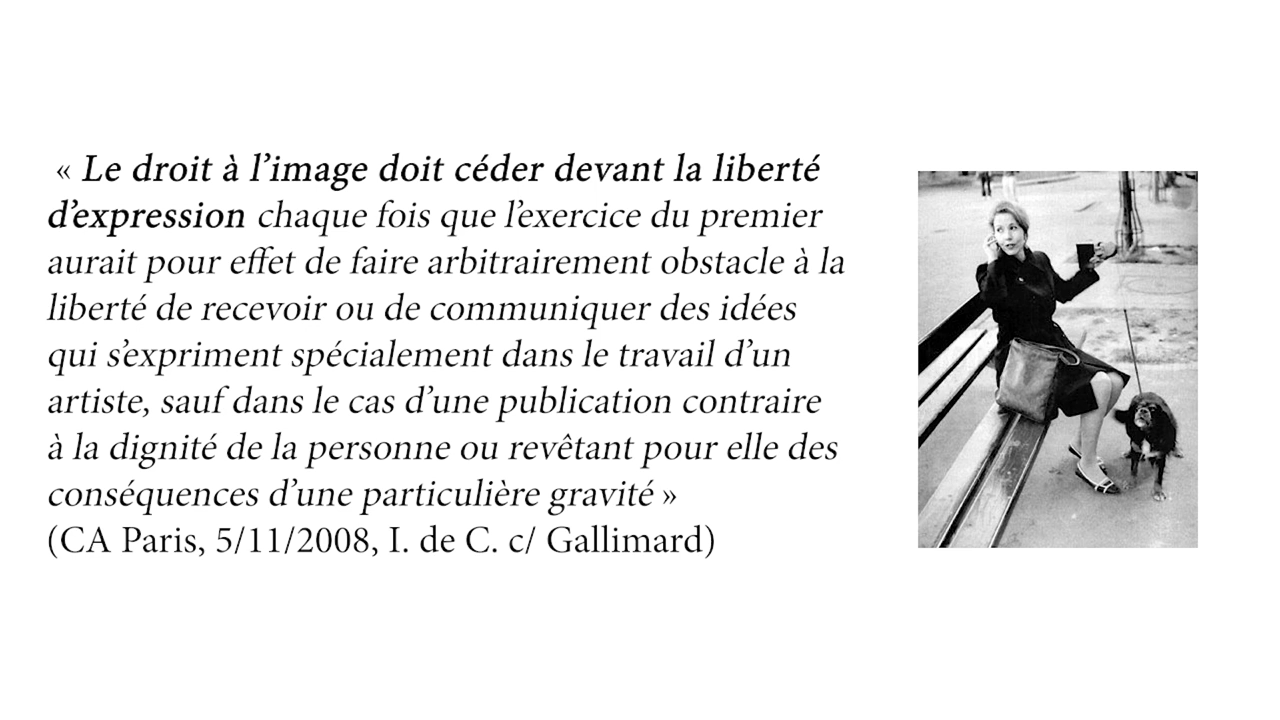 « Le droit à l’image doit céder devant la liberté
d’expression chaque fois que l’exercice du premier
aurait pour effet de faire arbitrairement obstacle à la
liberté de recevoir ou de communiquer des idées
qui s’expriment spécialement dans le travail d’un
artiste, sauf dans le cas d’une publication contraire
à la dignité de la personne ou revêtant pour elle des
conséquences d’une particulière gravité »
(CA Paris, 5/11/2008, I. de C. c/ Gallimard)